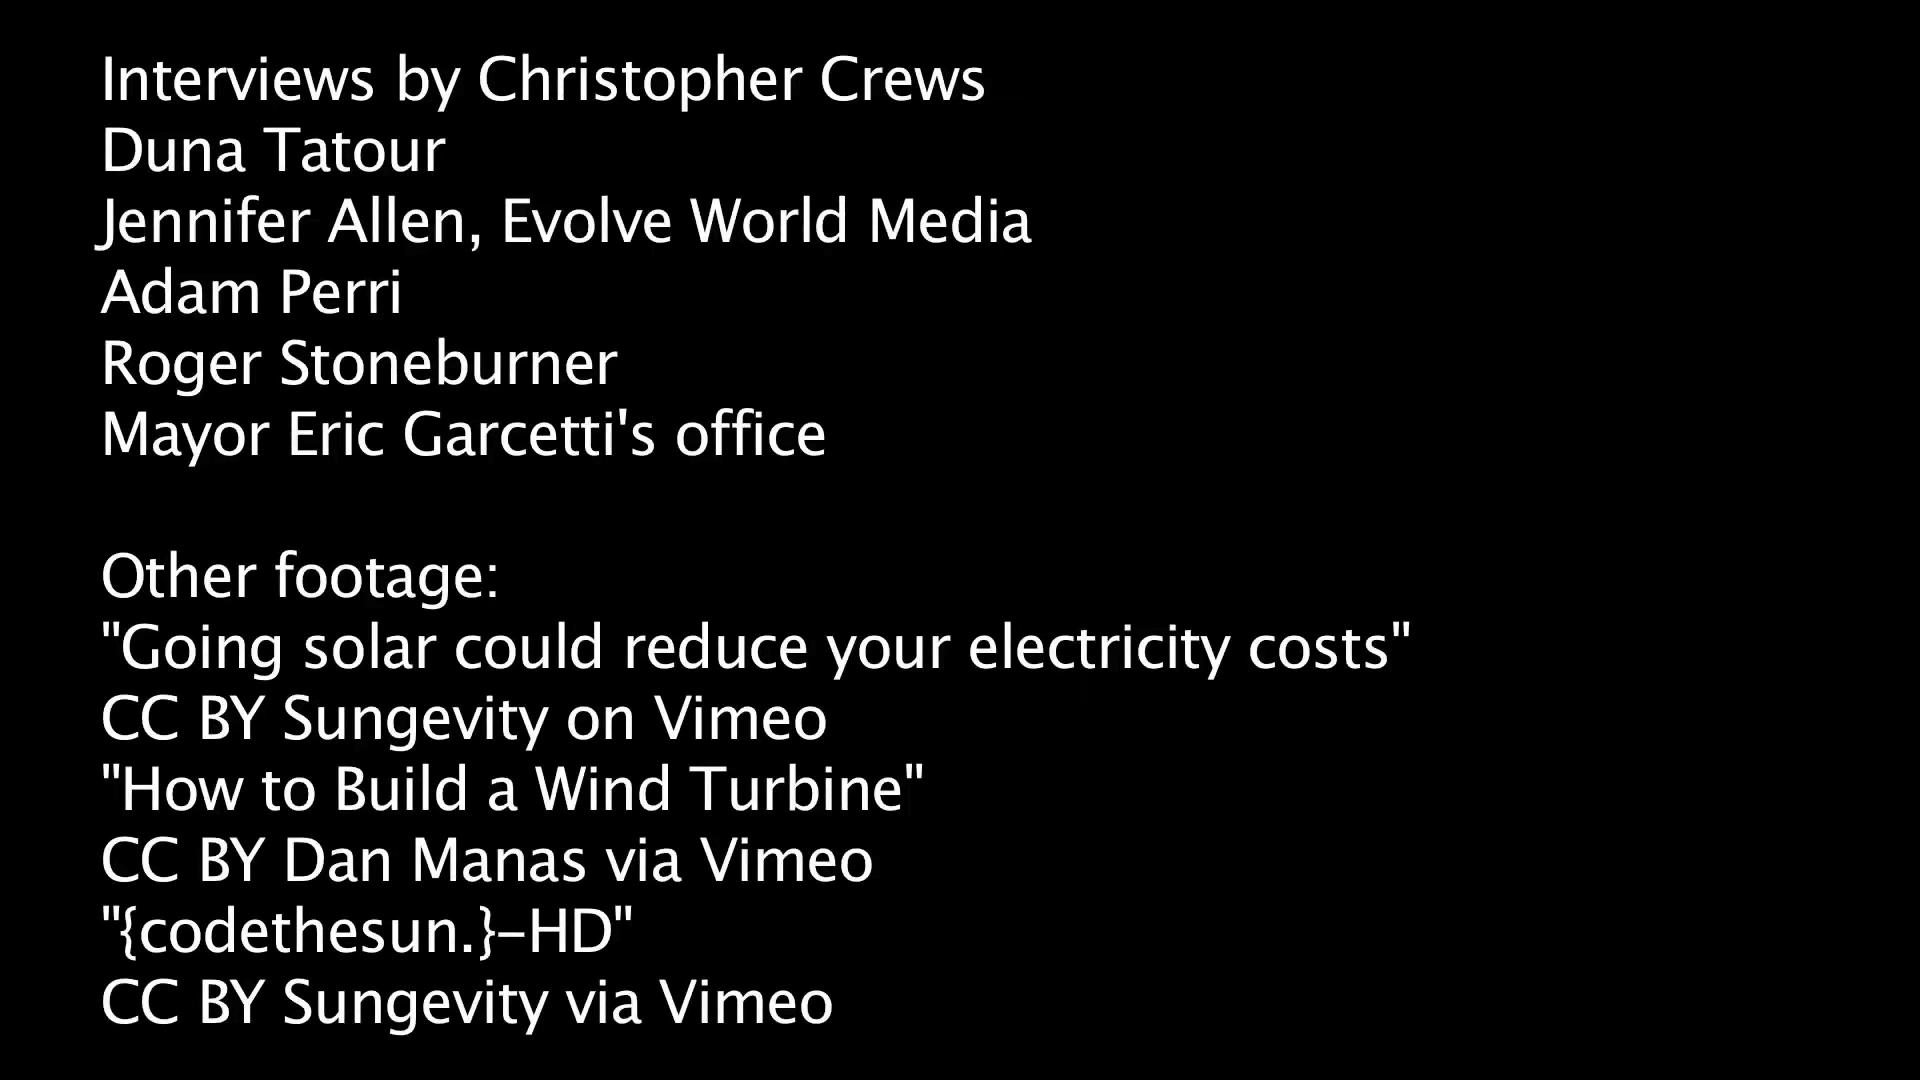 Interviews by Christopher Crews
Duna Tatour
Jennifer Allen, Evolve World Media
Adam Perri
Roger Stoneburner
Mayor Eric Garcetti's office
Other footage:
"Going solar could reduce your electricity costs"
CC BY Sungevity on Vimeo
"How to Build a Wind Turbine"
CC BY Dan Manas via Vimeo
"{codethesun.}-HD"
CC BY Sungevity via Vimeo